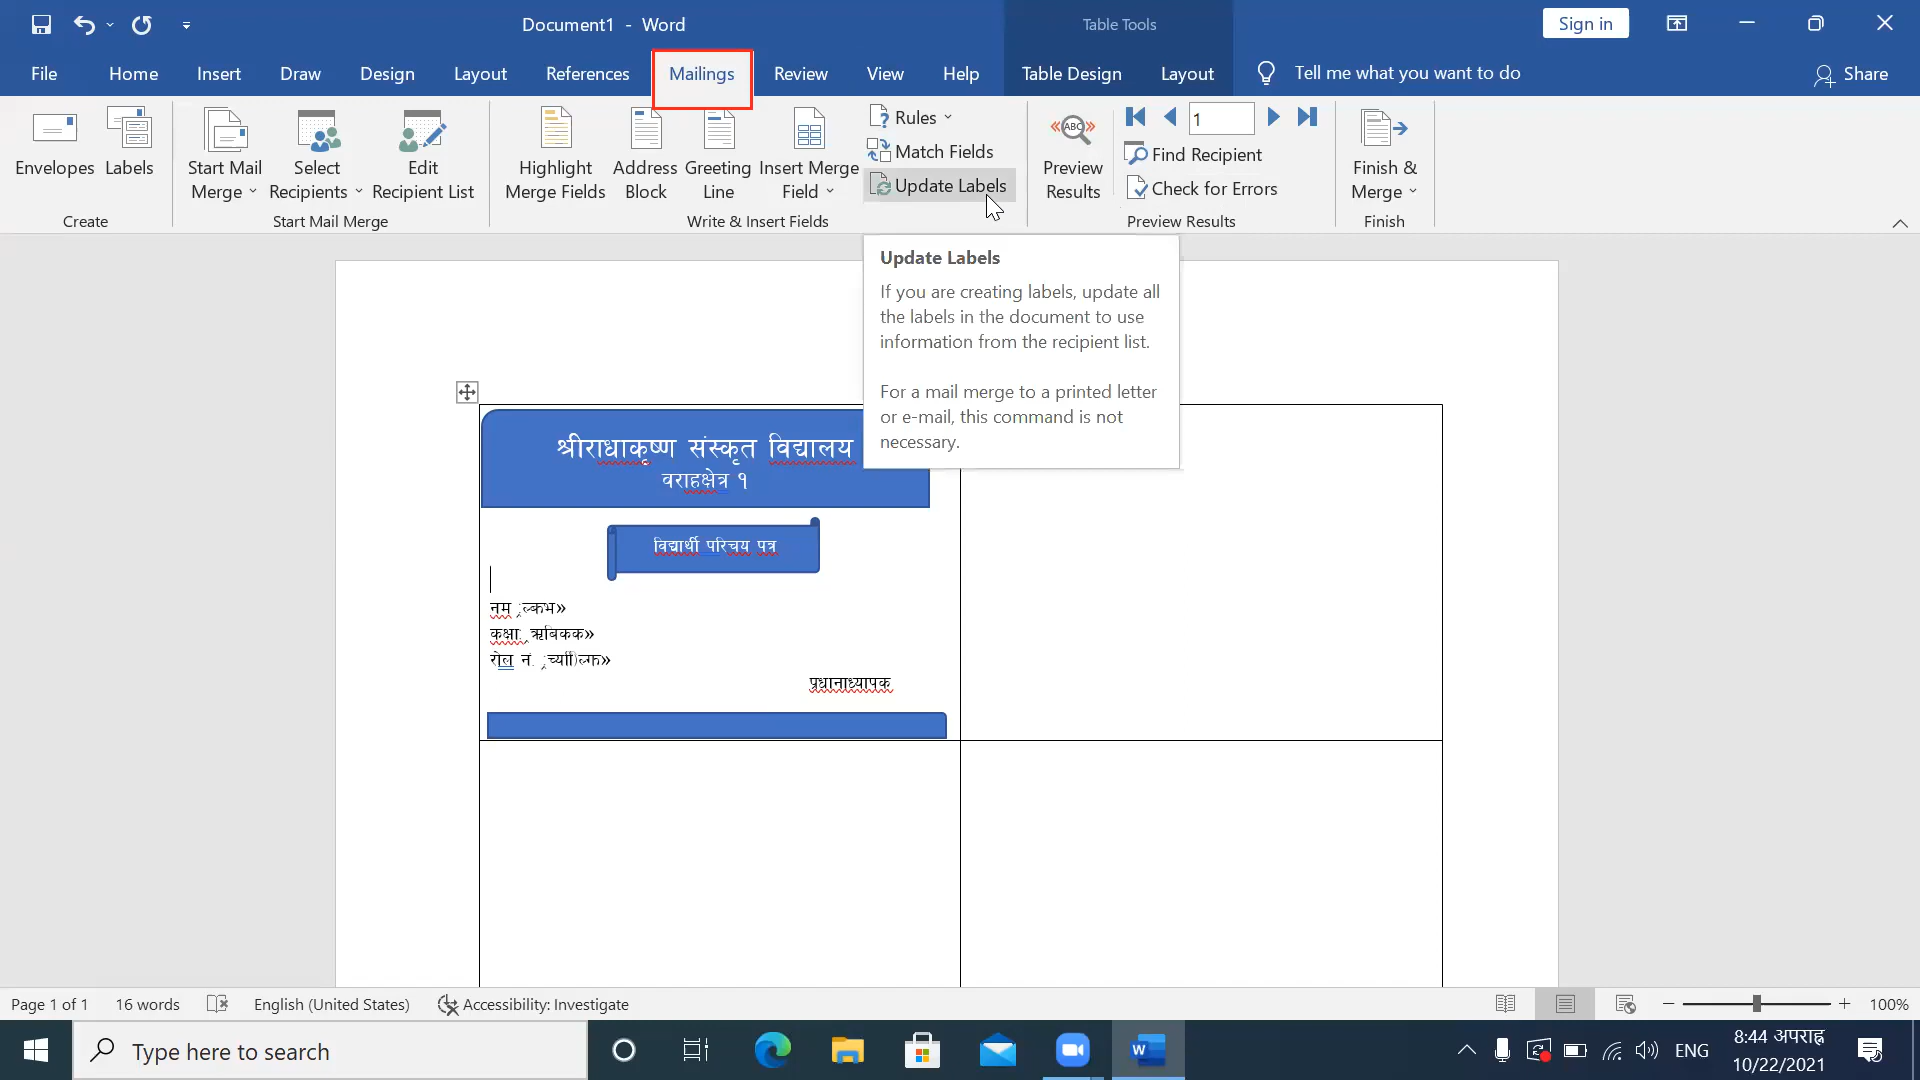 Document1 - Word
Table Tools
Sign in
File Home Insert Draw Design Layout References Mailings Review View Help Table Design Layout Tell me what you want to do Share
Envelopes
Labels
Create
Start Mail
Merge
Select
Recipients
Edit
Recipient List
Start Mail Merge
Highlight
Merge Fields
Address
Block
Greeting
Line
Insert Merge
Field
Rules
Match Fields
Update Labels
Write & Insert Fields
ABC
Preview
Results
1
Find Recipient
Check for Errors
Preview Results
Finish &
Merge
Finish
Update Labels
If you are creating labels, update all
the labels in the document to use
information from the recipient list.
For a mail merge to a printed letter
or e-mail, this command is not
necessary.
श्रीराधाकृष्ण संस्कृत विद्यालय
वराहक्षेत्र १
विद्यार्थी परिचय पत्र
नम
कक्षा
रोल नं.
प्रधानाध्यापक
Page 1 of 1 16 words English (United States) Accessibility: Investigate 100%
Type here to search
ENG
8:44 अपराह्न
10/22/2021